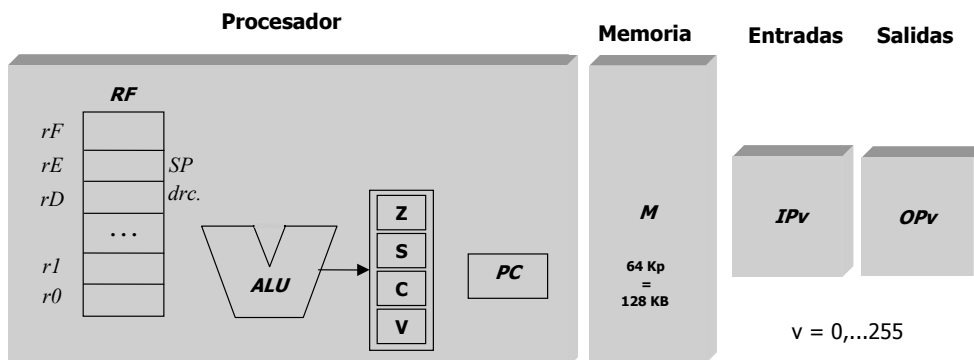 Procesador
Memoria
Entradas
Salidas
RF
rF
rE
SP
rD
drc.
...
r1
r0
ALU
Z
S
C
V
PC
M
64 Kp
=
128 KB
IPv
OPv
v = 0,...255